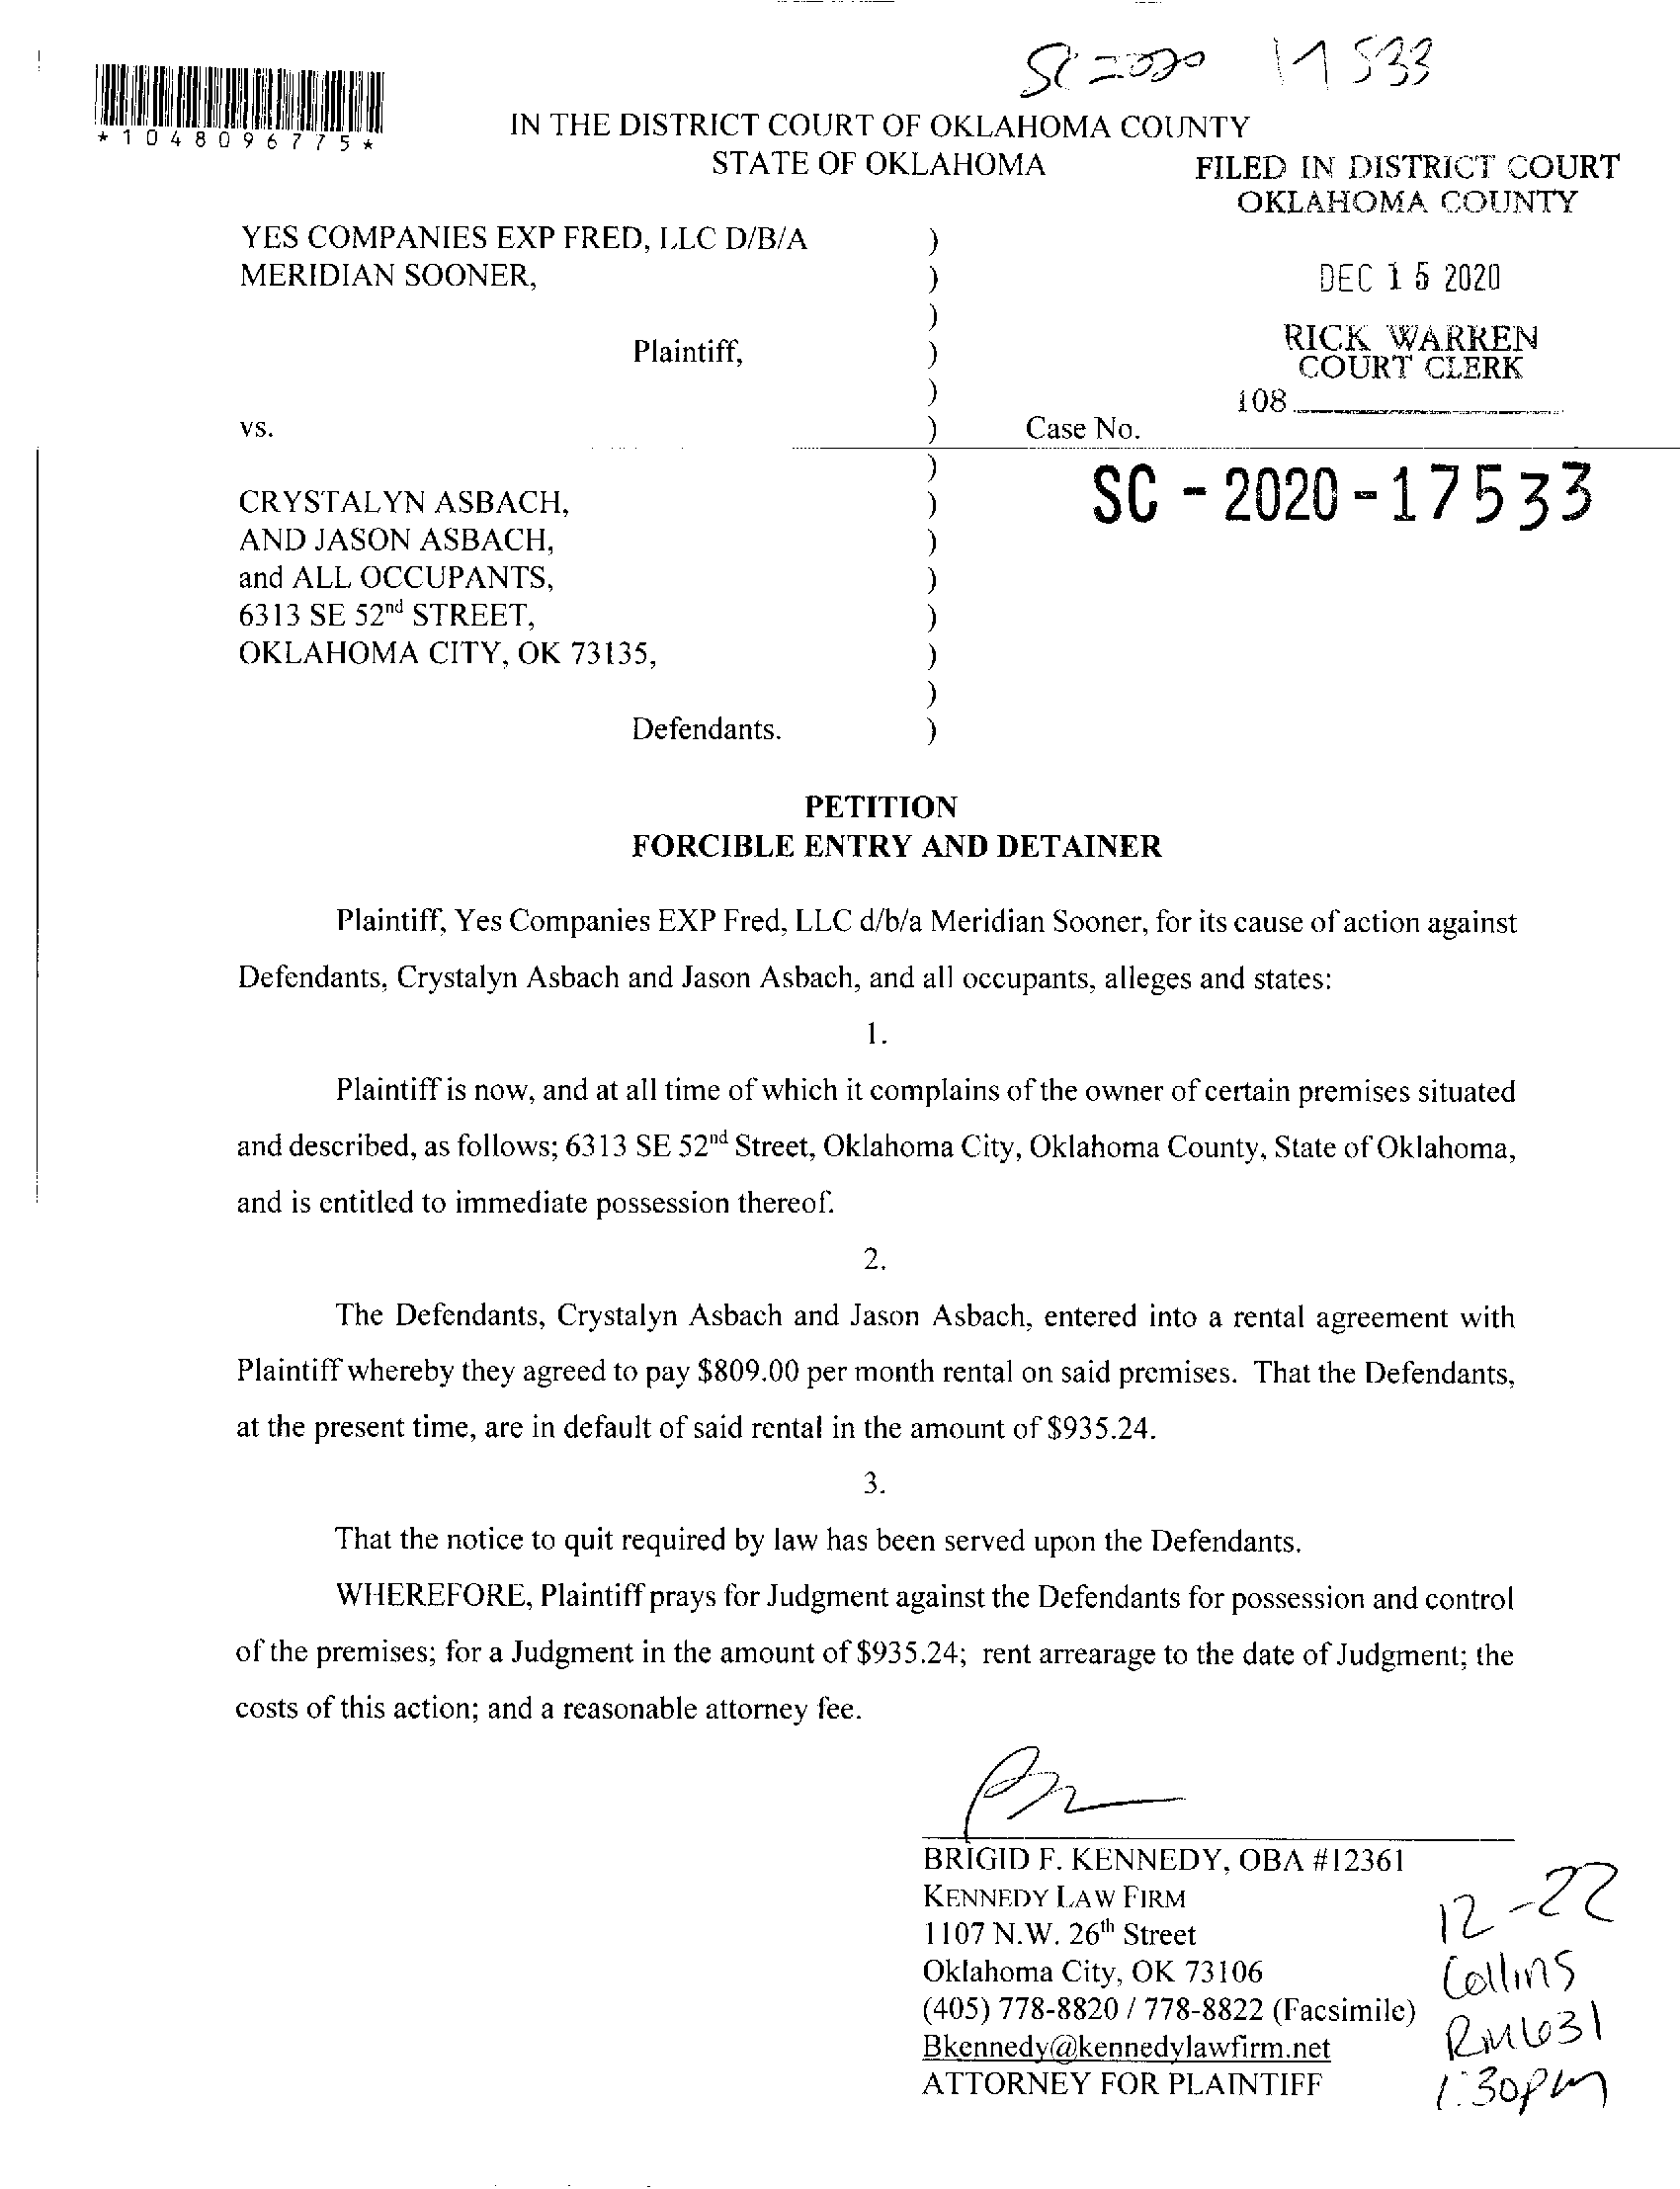 SC 2020 17533
*1048096775*
IN THE DISTRICT COURT OF OKLAHOMA COUNTY
STATE OF OKLAHOMA
FILED IN DISTRICT COURT
OKLAHOMA COUNTY
DEC 15 2020
RICK WARREN
COURT CLERK
108
YES COMPANIES EXP FRED, LLC D/B/A )
MERIDIAN SOONER, )
)
Plaintiff, )
)
vs. ) Case No.
)
SC - 2020 - 17533
CRYSTALYN ASBACH, )
AND JASON ASBACH, )
and ALL OCCUPANTS, )
6313 SE 52nd STREET, )
OKLAHOMA CITY, OK 73135, )
)
Defendants. )
PETITION
FORCIBLE ENTRY AND DETAINER
Plaintiff, Yes Companies EXP Fred, LLC d/b/a Meridian Sooner, for its cause of action against
Defendants, Crystalyn Asbach and Jason Asbach, and all occupants, alleges and states:
1.
Plaintiff is now, and at all time of which it complains of the owner of certain premises situated
and described, as follows; 6313 SE 52nd Street, Oklahoma City, Oklahoma County, State of Oklahoma,
and is entitled to immediate possession thereof.
2.
The Defendants, Crystalyn Asbach and Jason Asbach, entered into a rental agreement with
Plaintiff whereby they agreed to pay $809.00 per month rental on said premises. That the Defendants,
at the present time, are in default of said rental in the amount of $935.24.
3.
That the notice to quit required by law has been served upon the Defendants.
WHEREFORE, Plaintiff prays for Judgment against the Defendants for possession and control
of the premises; for a Judgment in the amount of $935.24; rent arrearage to the date of Judgment; the
costs of this action; and a reasonable attorney fee.
BRIGID F. KENNEDY, OBA #12361
KENNEDY LAW FIRM
1107 N.W. 26th Street
Oklahoma City, OK 73106
(405) 778-8820 / 778-8822 (Facsimile)
Bkennedy@kennedylawfirm.net
ATTORNEY FOR PLAINTIFF
12-22
Collins
Rm 631
1:30pm